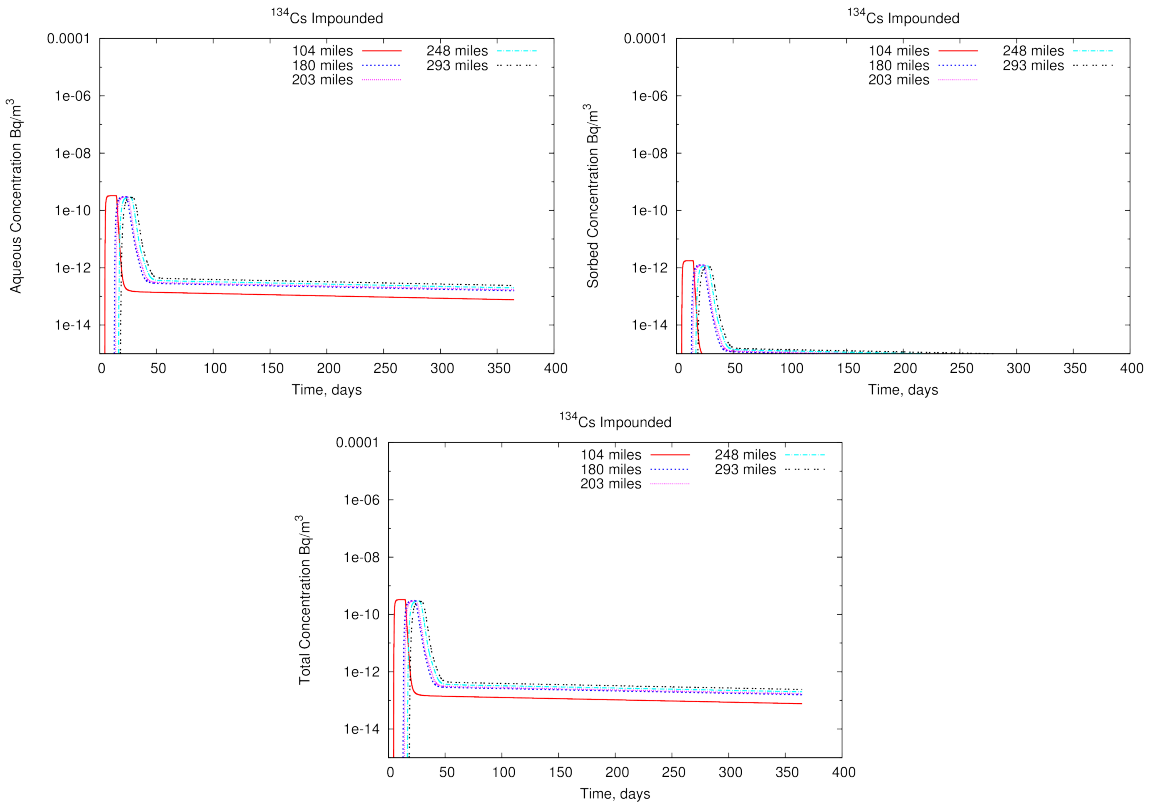 134Cs Impounded
0.0001
1e-06
1e-08
1e-10
1e-12
1e-14
0 50 100 150 200 250 300 350 400
Aqueous Concentration Bq/m3
Time, days
104 miles
180 miles
203 miles
248 miles
293 miles
134Cs Impounded
0.0001
1e-06
1e-08
1e-10
1e-12
1e-14
0 50 100 150 200 250 300 350 400
Sorbed Concentration Bq/m3
Time, days
104 miles
180 miles
203 miles
248 miles
293 miles
134Cs Impounded
0.0001
1e-06
1e-08
1e-10
1e-12
1e-14
0 50 100 150 200 250 300 350 400
Total Concentration Bq/m3
Time, days
104 miles
180 miles
203 miles
248 miles
293 miles